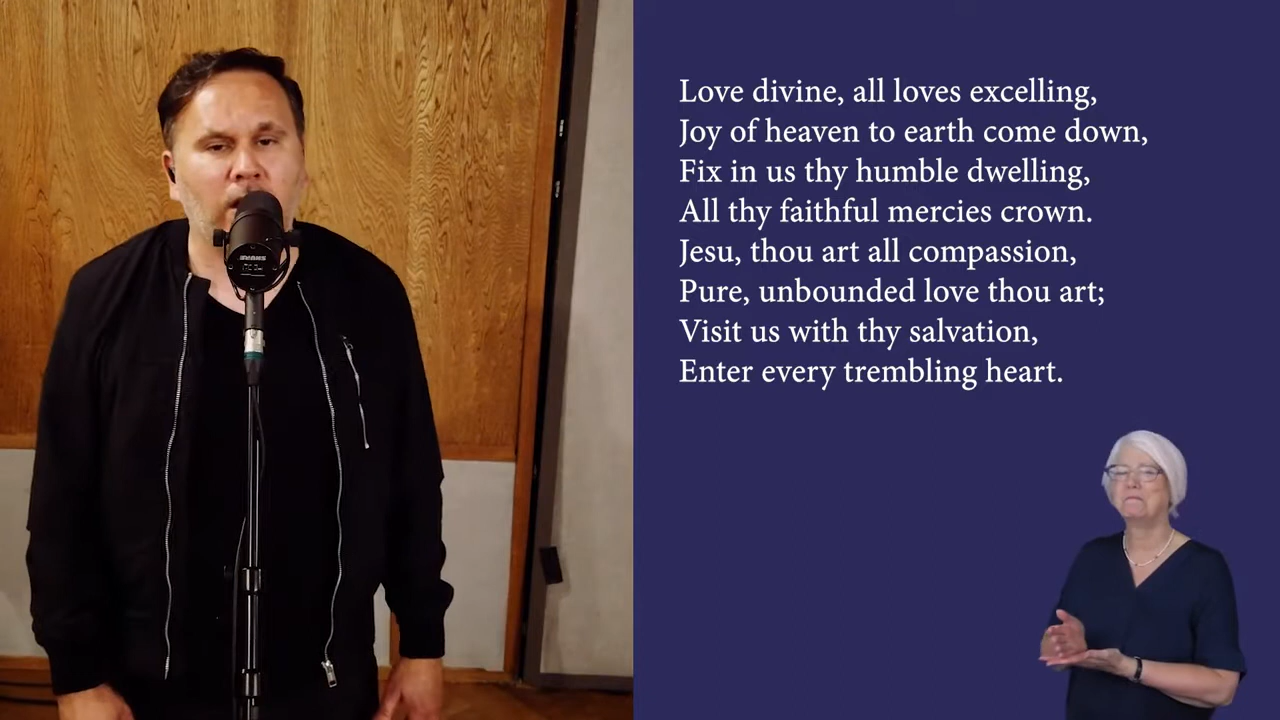 Love divine, all loves excelling,
Joy of heaven to earth come down,
Fix in us thy humble dwelling,
All thy faithful mercies crown.
Jesu, thou art all compassion,
Pure, unbounded love thou art;
Visit us with thy salvation,
Enter every trembling heart.
SHURE